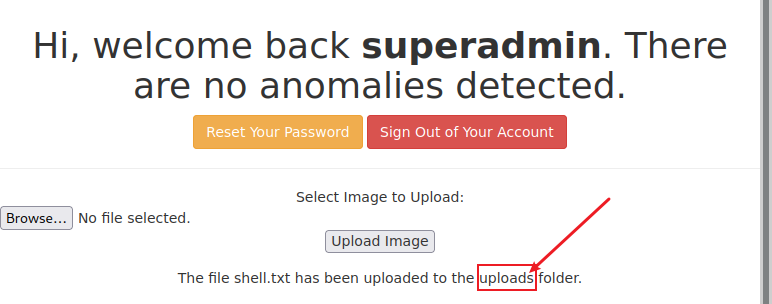 Hi, welcome back superadmin. There
are no anomalies detected.
Reset Your Password Sign Out of Your Account
Select Image to Upload:
Browse... No file selected.
Upload Image
The file shell.txt has been uploaded to the uploads folder.